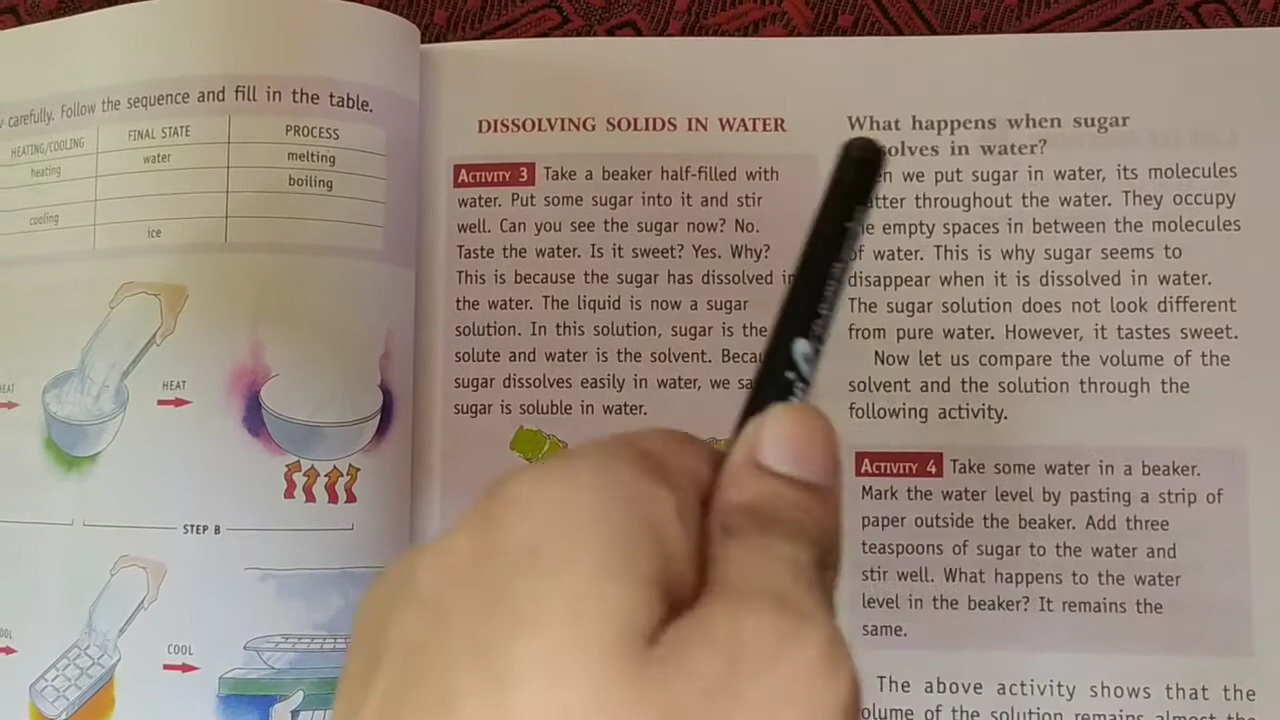 carefully. Follow the sequence and fill in the table.
HEATING/COOLING FINAL STATE PROCESS
heating water melting
boiling
cooling
ice
HEAT
STEP B
COOL
DISSOLVING SOLIDS IN WATER
ACTIVITY 3 Take a beaker half-filled with
water. Put some sugar into it and stir
well. Can you see the sugar now? No.
Taste the water. Is it sweet? Yes. Why?
This is because the sugar has dissolved in
the water. The liquid is now a sugar
solution. In this solution, sugar is the
solute and water is the solvent.
sugar dissolves easily in water, we
sugar is soluble in water.
What happens when sugar
in water?
we put sugar in water, its molecules
throughout the water. They occupy
empty spaces in between the molecules
of water. This is why sugar seems to
disappear when it is dissolved in water.
The sugar solution does not look different
from pure water. However, it tastes sweet.
Now let us compare the volume of the
solvent and the solution through the
following activity.
ACTIVITY 4 Take some water in a beaker.
Mark the water level by pasting a strip of
paper outside the beaker. Add three
teaspoons of sugar to the water and
stir well. What happens to the water
level in the beaker? It remains the
same.
The above activity shows that the
of the solution remains almost the